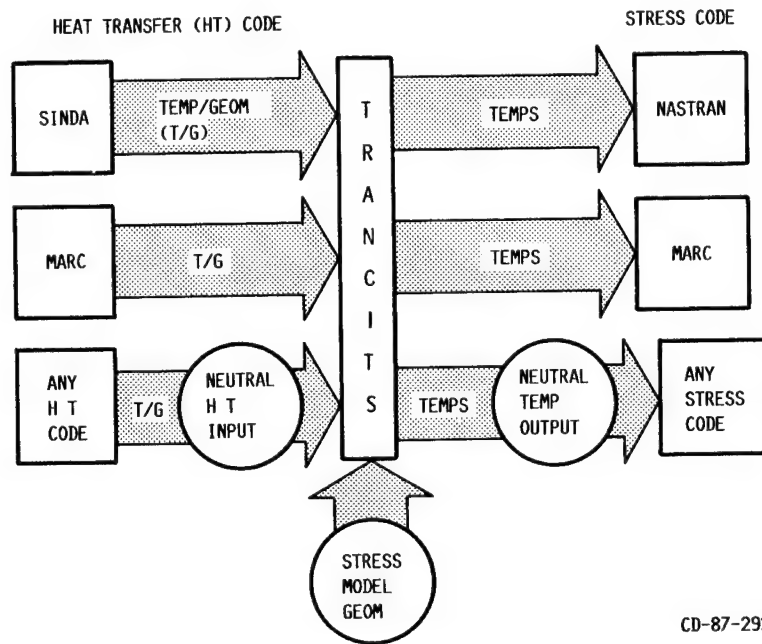 HEAT TRANSFER (HT) CODE
STRESS CODE
SINDA
TEMP/GEOM
(T/G)
TRANCITS
TEMPS
NASTRAN
MARC
T/G
TEMPS
MARC
ANY
H T
CODE
T/G
NEUTRAL
H T
INPUT
TEMPS
NEUTRAL
TEMP
OUTPUT
ANY
STRESS
CODE
STRESS
MODEL
GEOM